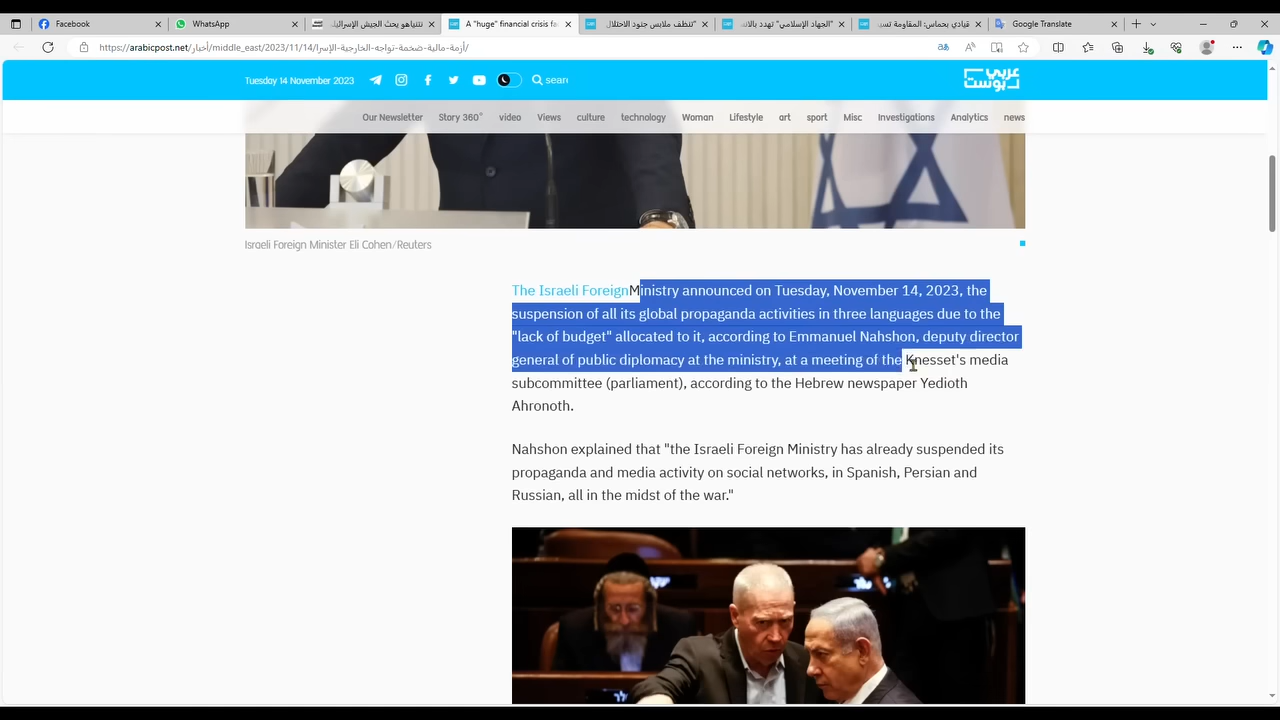 Facebook
WhatsApp
نتنياهو يبحث الجيش الإسرائيل
A "huge" financial crisis fa
"تنظف ملابس جنود الاحتلال
"الجهاد الإسلامي" تهدد بالان
قيادي بحماس: المقاومة تس
Google Translate
https://arabicpost.net/أخبار/middle_east/2023/11/14/أزمة-مالية-ضخمة-تواجه-الخارجية-الإسرا/
Tuesday 14 November 2023
searc
عربي بوست
Our Newsletter Story 360° video Views culture technology Woman Lifestyle art sport Misc Investigations Analytics news
Israeli Foreign Minister Eli Cohen/Reuters
The Israeli ForeignMinistry announced on Tuesday, November 14, 2023, the
suspension of all its global propaganda activities in three languages due to the
"lack of budget" allocated to it, according to Emmanuel Nahshon, deputy director
general of public diplomacy at the ministry, at a meeting of the Knesset's media
subcommittee (parliament), according to the Hebrew newspaper Yedioth
Ahronoth.
Nahshon explained that "the Israeli Foreign Ministry has already suspended its
propaganda and media activity on social networks, in Spanish, Persian and
Russian, all in the midst of the war."